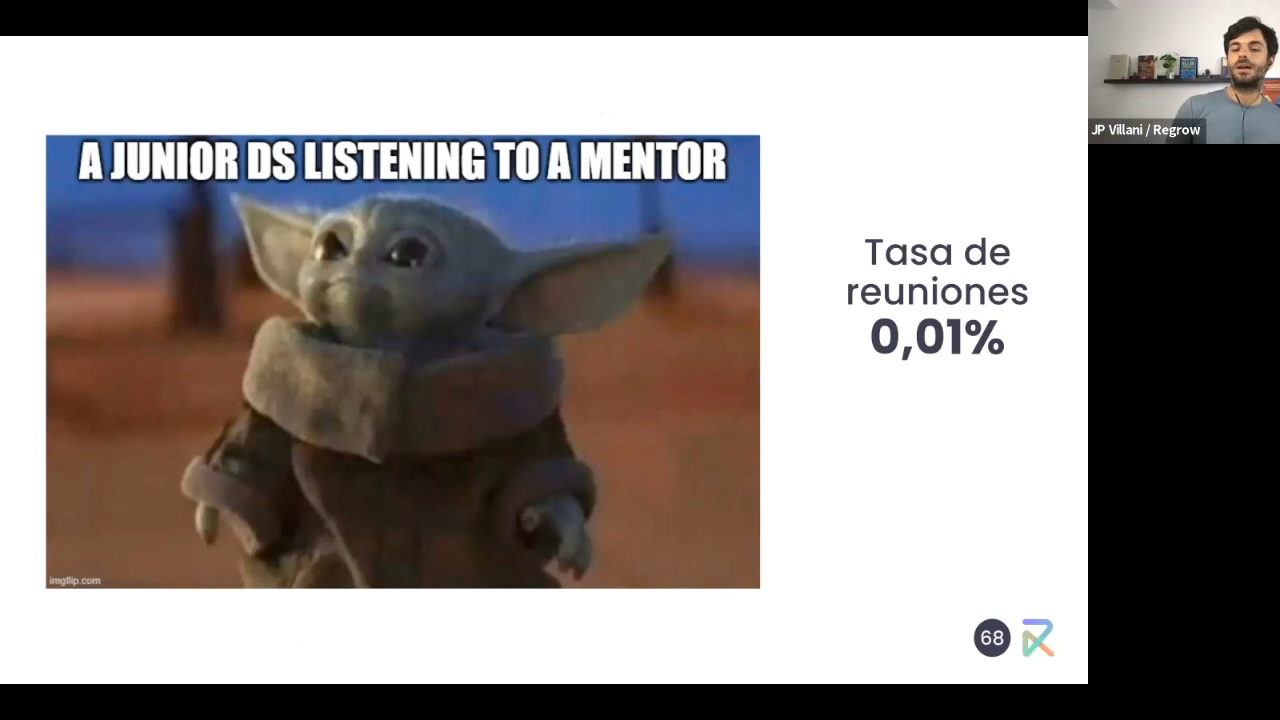 A JUNIOR DS LISTENING TO A MENTOR
imgflip.com
Tasa de
reuniones
0,01%
68
JP Villani / Regrow